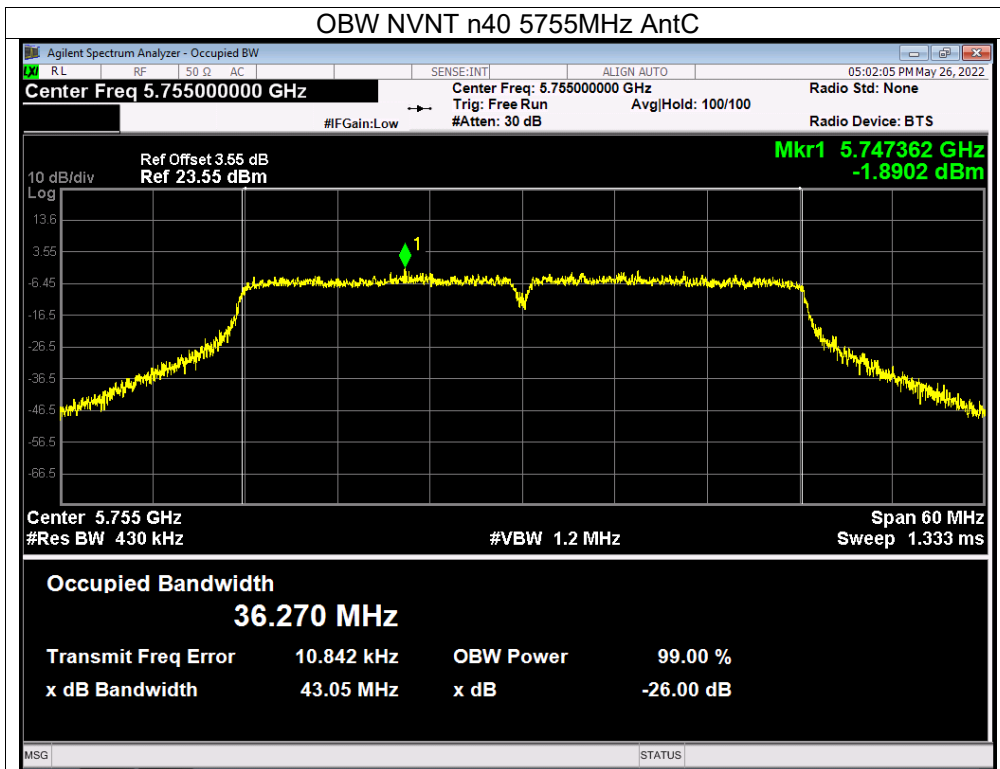 OBW NVNT n40 5755MHz AntC
Agilent Spectrum Analyzer - Occupied BW
LXI RL RF 50 Ω AC SENSE:INT ALIGN AUTO 05:02:05 PM May 26, 2022
Center Freq 5.755000000 GHz Center Freq: 5.755000000 GHz Radio Std: None
Trig: Free Run Avg|Hold: 100/100
#IFGain:Low #Atten: 30 dB Radio Device: BTS
Mkr1 5.747362 GHz
Ref Offset 3.55 dB
10 dB/div Ref 23.55 dBm -1.8902 dBm
Log
13.6
1
3.55
-6.45
-16.5
-26.5
-36.5
-46.5
-56.5
-66.5
Center 5.755 GHz Span 60 MHz
#Res BW 430 kHz #VBW 1.2 MHz Sweep 1.333 ms
Occupied Bandwidth
36.270 MHz
Transmit Freq Error 10.842 kHz OBW Power 99.00 %
x dB Bandwidth 43.05 MHz x dB -26.00 dB
MSG STATUS